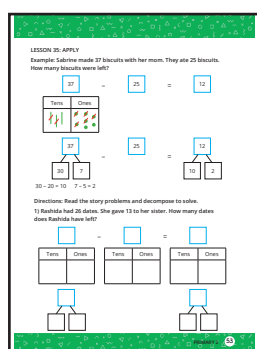 LESSON 35: APPLY
Example: Sabrine made 37 biscuits with her mom. They ate 25 biscuits.
How many biscuits were left?
37 – 25 = 12
Tens Ones
37 – 25 = 12
30 7 10 2
30 – 20 = 10 7 – 5 = 2
Directions: Read the story problems and decompose to solve.
1) Rashida had 26 dates. She gave 13 to her sister. How many dates
does Rashida have left?
– =
Tens Ones Tens Ones Tens Ones
53